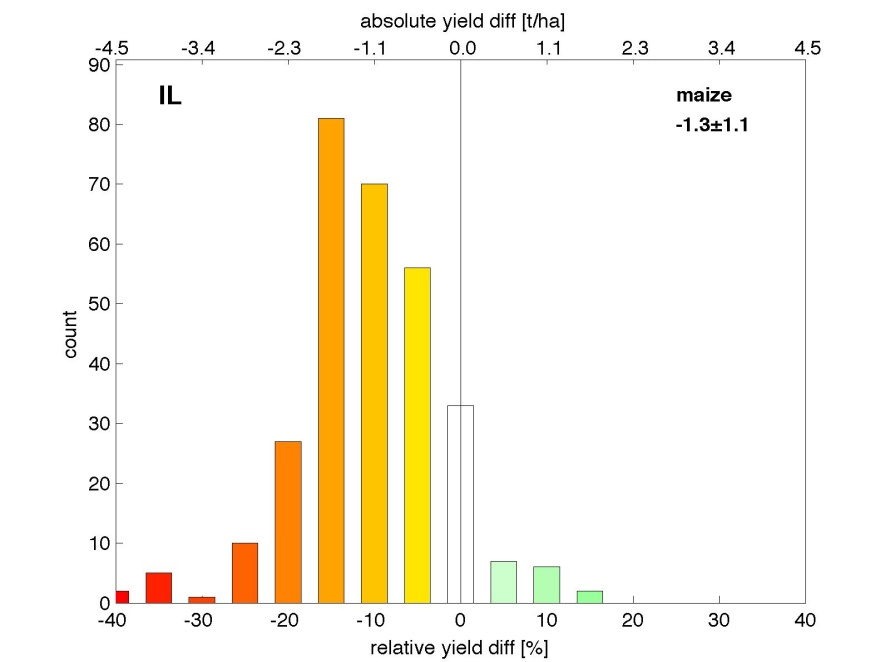 absolute yield diff [t/ha]
-4.5 -3.4 -2.3 -1.1 0.0 1.1 2.3 3.4 4.5
90
IL
maize
-1.3±1.1
80
70
60
50
40
30
20
10
0
count
-40 -30 -20 -10 0 10 20 30 40
relative yield diff [%]